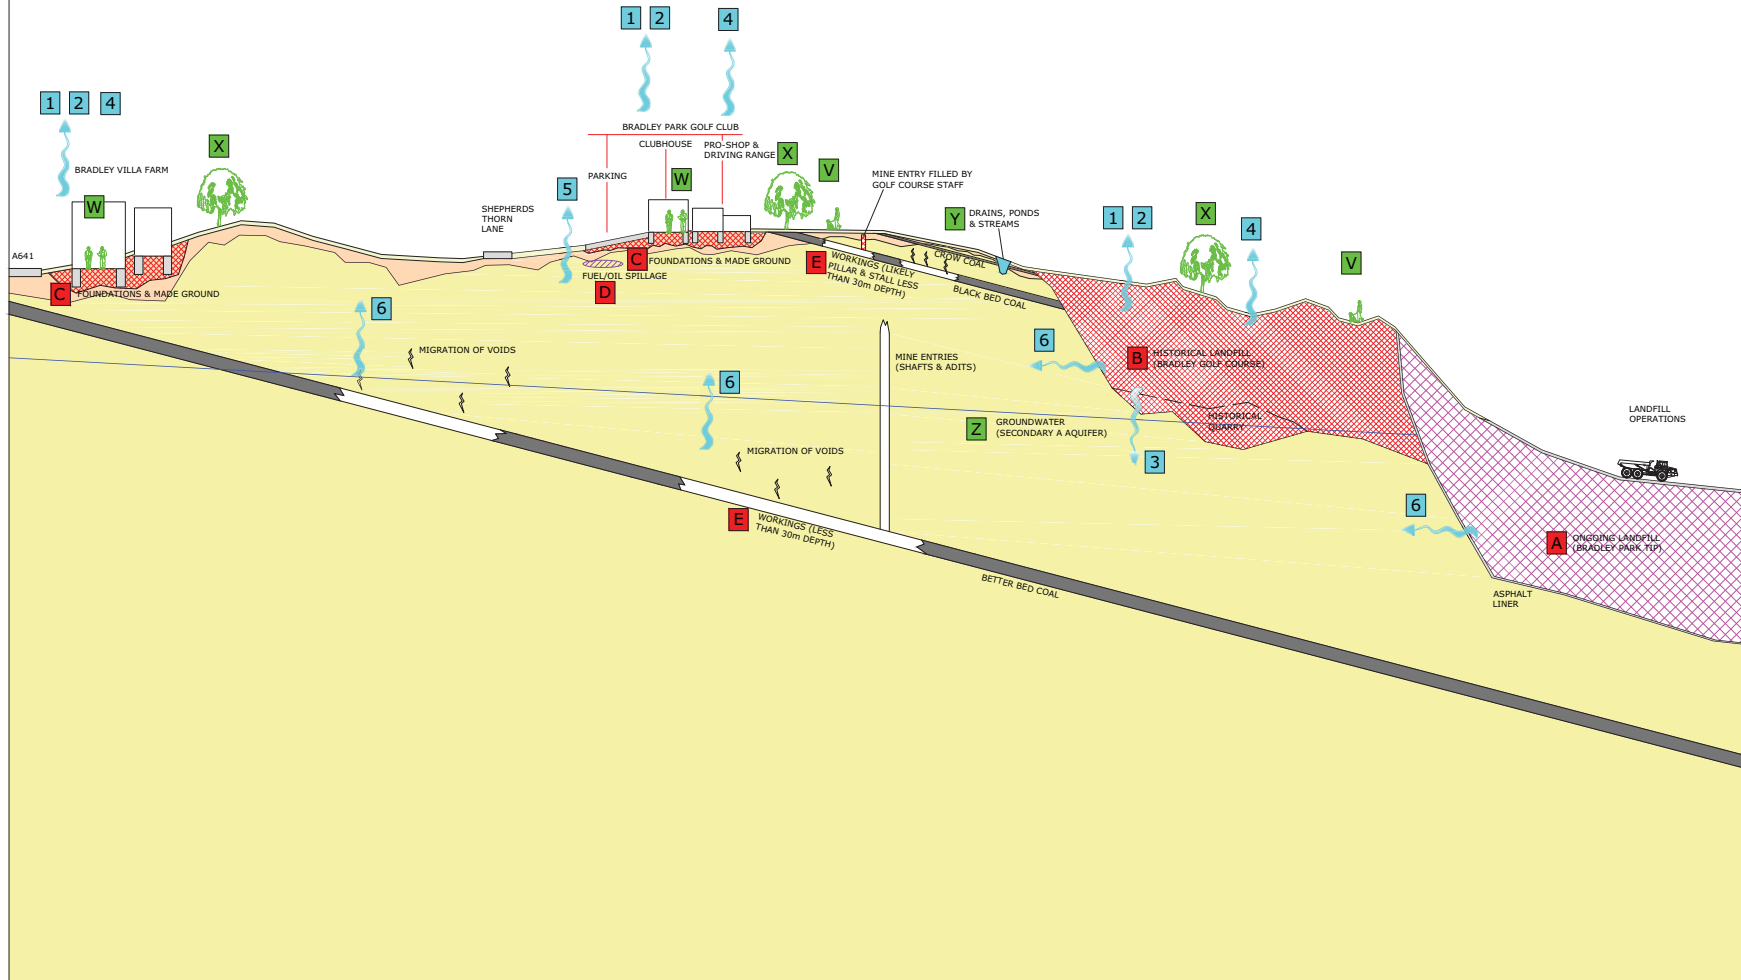 1 2 4
1 2 4
BRADLEY PARK GOLF CLUB
CLUBHOUSE
PRO-SHOP &
DRIVING RANGE
PARKING
BRADLEY VILLA FARM
X
W
SHEPHERDS
THORN
LANE
5
W
X
V
MINE ENTRY FILLED BY
GOLF COURSE STAFF
Y
DRAINS, PONDS
& STREAMS
1 2
X
4
V
A641
C
FOUNDATIONS & MADE GROUND
C
FOUNDATIONS & MADE GROUND
FUEL/OIL SPILLAGE
D
E
WORKINGS (LIKELY
PILLAR & STALL LESS
THAN 30m DEPTH)
CROW COAL
BLACK BED COAL
6
MIGRATION OF VOIDS
6
MINE ENTRIES
(SHAFTS & ADITS)
6
B
HISTORICAL LANDFILL
(BRADLEY GOLF COURSE)
HISTORICAL
QUARRY
LANDFILL
OPERATIONS
Z
GROUNDWATER
(SECONDARY A AQUIFER)
MIGRATION OF VOIDS
3
6
E
WORKINGS (LESS
THAN 30m DEPTH)
A
ONGOING LANDFILL
(BRADLEY PARK TIP)
BETTER BED COAL
ASPHALT
LINER